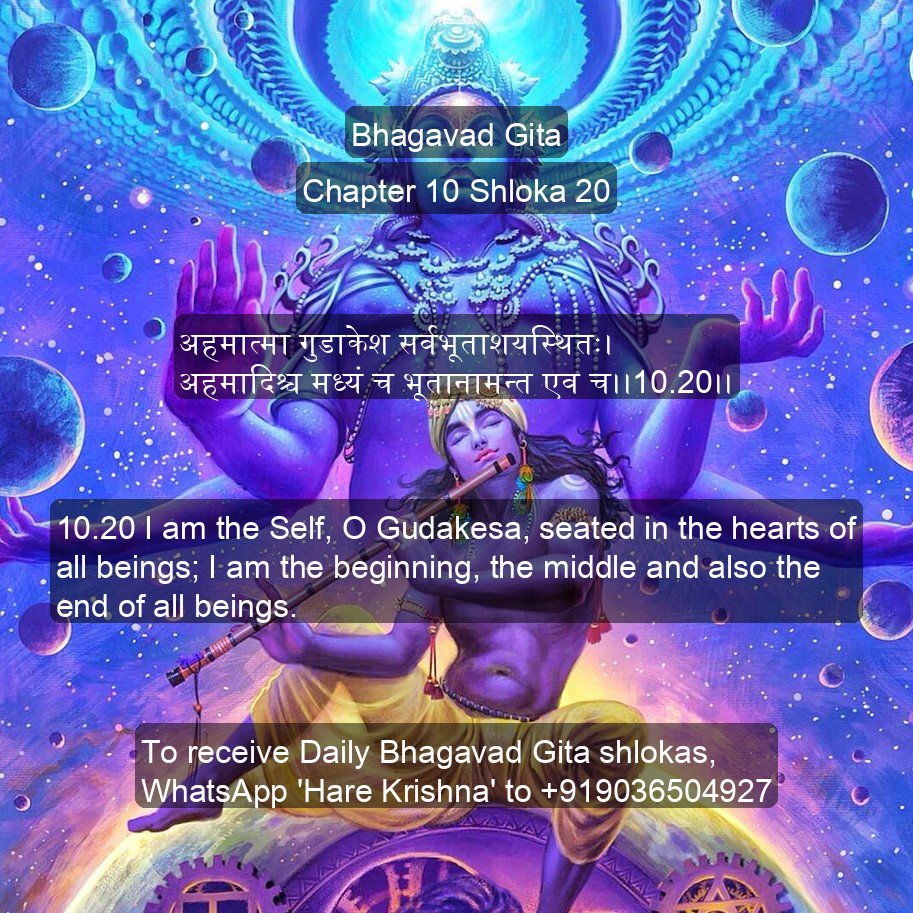 Bhagavad Gita
Chapter 10 Shloka 20
अहमात्मा गुडाकेश सर्वभूताशयस्थितः।
अहमादिश्च मध्यं च भूतानामन्त एव च।।10.20।।
10.20 I am the Self, O Gudakesa, seated in the hearts of
all beings; I am the beginning, the middle and also the
end of all beings.
To receive Daily Bhagavad Gita shlokas,
WhatsApp 'Hare Krishna' to +919036504927